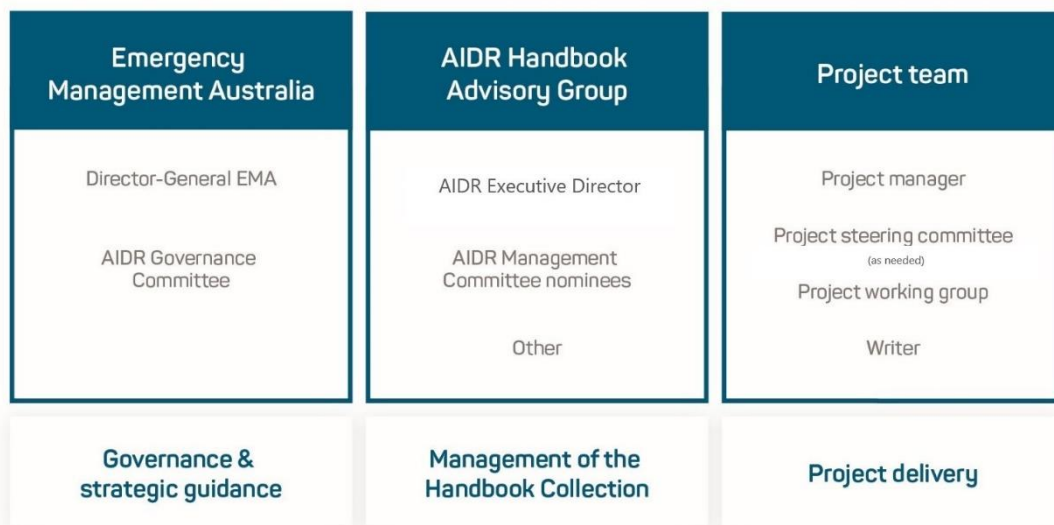 Emergency
Management Australia
Director-General EMA
AIDR Governance
Committee
Governance &
strategic guidance
AIDR Handbook
Advisory Group
AIDR Executive Director
AIDR Management
Committee nominees
Other
Management of the
Handbook Collection
Project team
Project manager
Project steering committee
(as needed)
Project working group
Writer
Project delivery